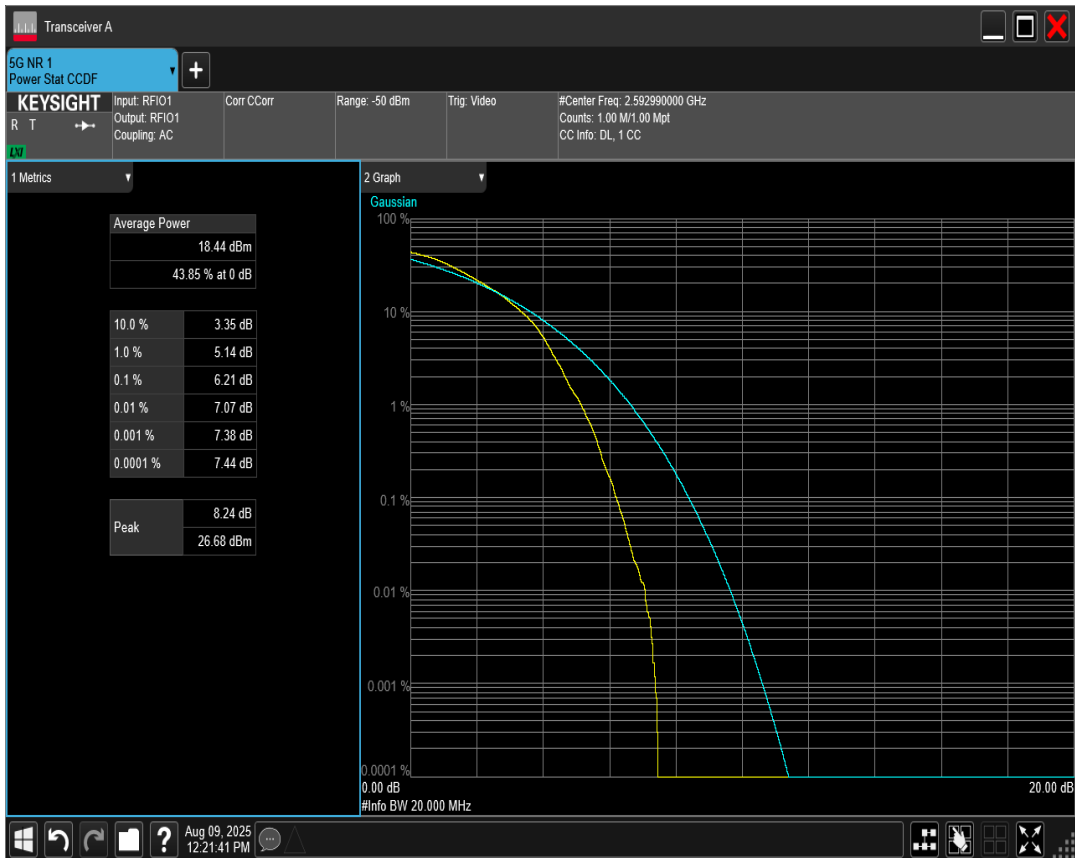 Transceiver A
5G NR 1
Power Stat CCDF
+
KEYSIGHT
R T
LXI
Input: RFIO1
Output: RFIO1
Coupling: AC
Corr CCorr
Range: -50 dBm
Trig: Video
#Center Freq: 2.592990000 GHz
Counts: 1.00 M/1.00 Mpt
CC Info: DL, 1 CC
1 Metrics
Average Power
18.44 dBm
43.85 % at 0 dB
10.0 % 3.35 dB
1.0 % 5.14 dB
0.1 % 6.21 dB
0.01 % 7.07 dB
0.001 % 7.38 dB
0.0001 % 7.44 dB
Peak 8.24 dB
26.68 dBm
2 Graph
Gaussian
100 %
10 %
1 %
0.1 %
0.01 %
0.001 %
0.0001 %
0.00 dB 20.00 dB
#Info BW 20.000 MHz
?
Aug 09, 2025
12:21:41 PM